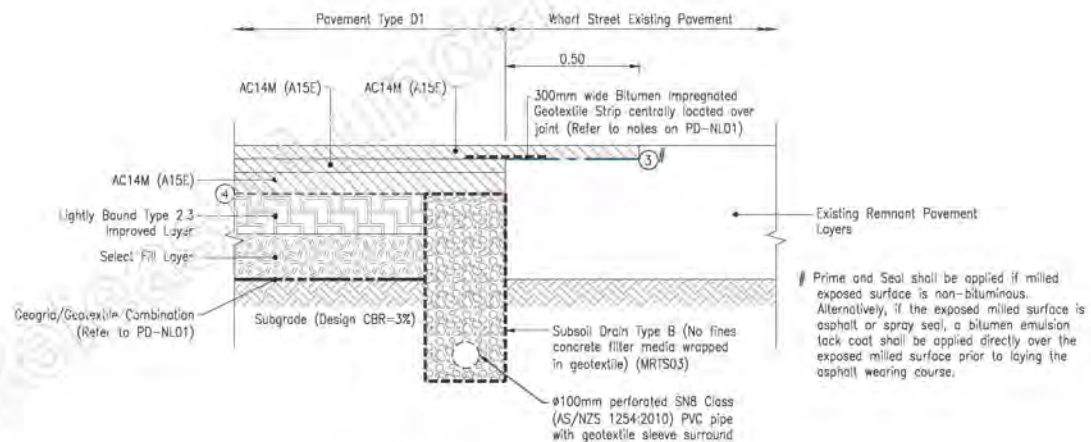 Pavement Type D1
Wharf Street Existing Pavement
0.50
AC14M (A15E)
AC14M (A15E)
300mm wide Bitumen Impregnated
Geotextile Strip centrally located over
joint (Refer to notes on PD-NL01)
3
#
AC14M (A15E)
4
Lightly Bound Type 2.3
Improved Layer
Select Fill Layer
Existing Remnant Pavement
Layers
Geogrid/Geotextile Combination
(Refer to PD-NL01)
Subgrade (Design CBR=3%)
Subsoil Drain Type B (No fines
concrete filter media wrapped
in geotextile) (MRTS03)
ø100mm perforated SN8 Class
(AS/NZS 1254:2010) PVC pipe
with geotextile sleeve surround
# Prime and Seal shall be applied if milled
exposed surface is non-bituminous.
Alternatively, if the exposed milled surface is
asphalt or spray seal, a bitumen emulsion
tack coat shall be applied directly over the
exposed milled surface prior to laying the
asphalt wearing course.